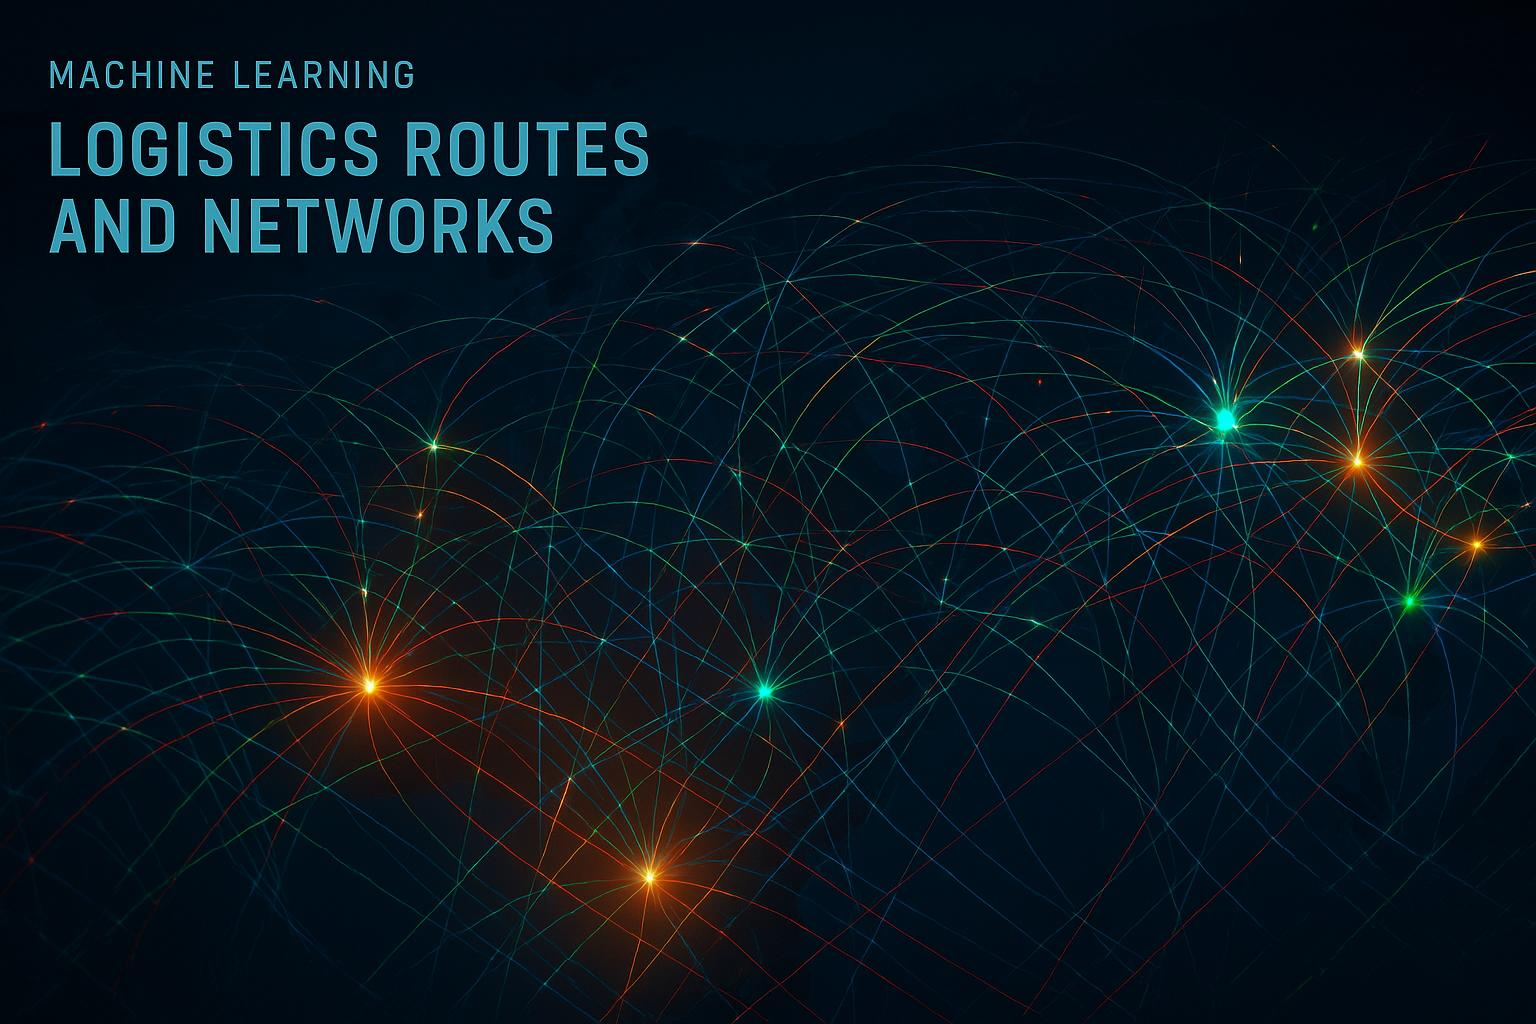 MACHINE LEARNING
LOGISTICS ROUTES
AND NETWORKS